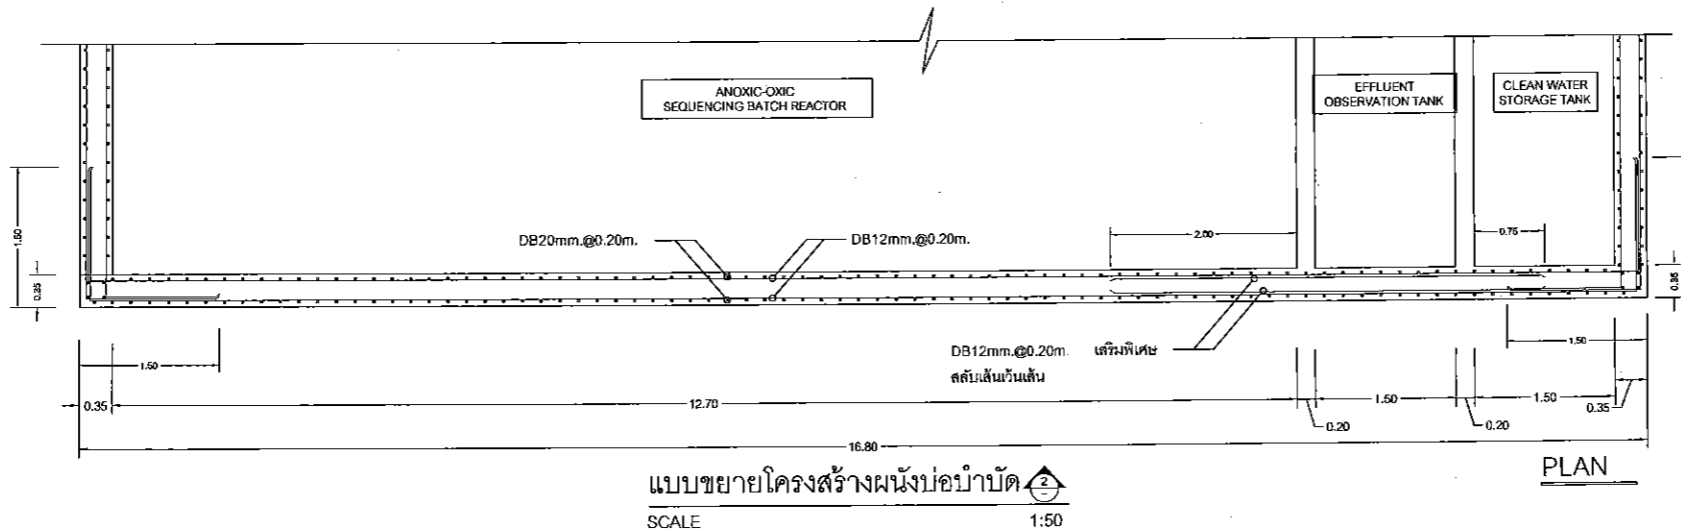 ANOXIC-OXIC
SEQUENCING BATCH REACTOR
EFFLUENT
OBSERVATION TANK
CLEAN WATER
STORAGE TANK
1.50
0.35
DB20mm.@0.20m.
DB12mm.@0.20m.
2.00
0.75
0.35
DB12mm.@0.20m. เสริมพิเศษ
สลับเส้นเว้นเส้น
1.50
1.50
0.35
12.70
0.20
1.50
0.20
1.50
0.35
16.80
แบบขยายโครงสร้างผนังบ่อบำบัด 2
-
SCALE 1:50
PLAN